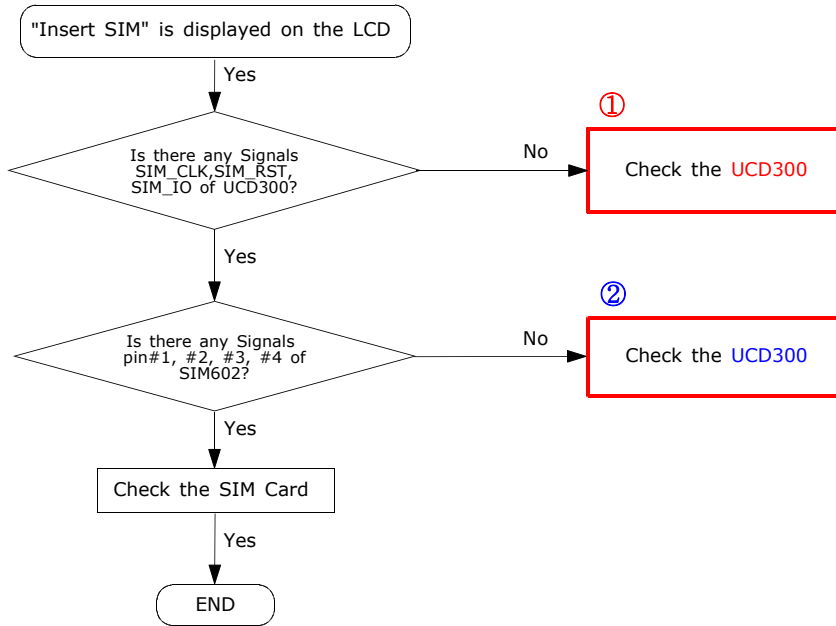 "Insert SIM" is displayed on the LCD
Yes
①
Is there any Signals
SIM_CLK,SIM_RST,
SIM_IO of UCD300?
No
Check the UCD300
Yes
②
Is there any Signals
pin#1, #2, #3, #4 of
SIM602?
No
Check the UCD300
Yes
Check the SIM Card
Yes
END